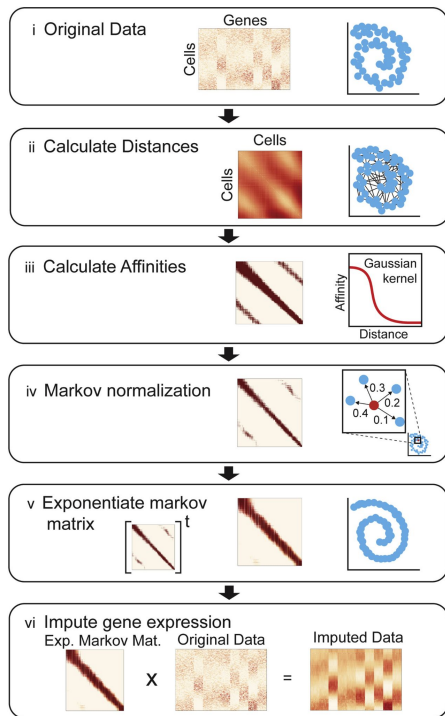 i Original Data
Genes
Cells
ii Calculate Distances
Cells
Cells
iii Calculate Affinities
Affinity
Gaussian
kernel
Distance
iv Markov normalization
0.3
0.2
0.4
0.1
v Exponentiate markov
matrix
t
vi Impute gene expression
Exp. Markov Mat. Original Data Imputed Data
x =